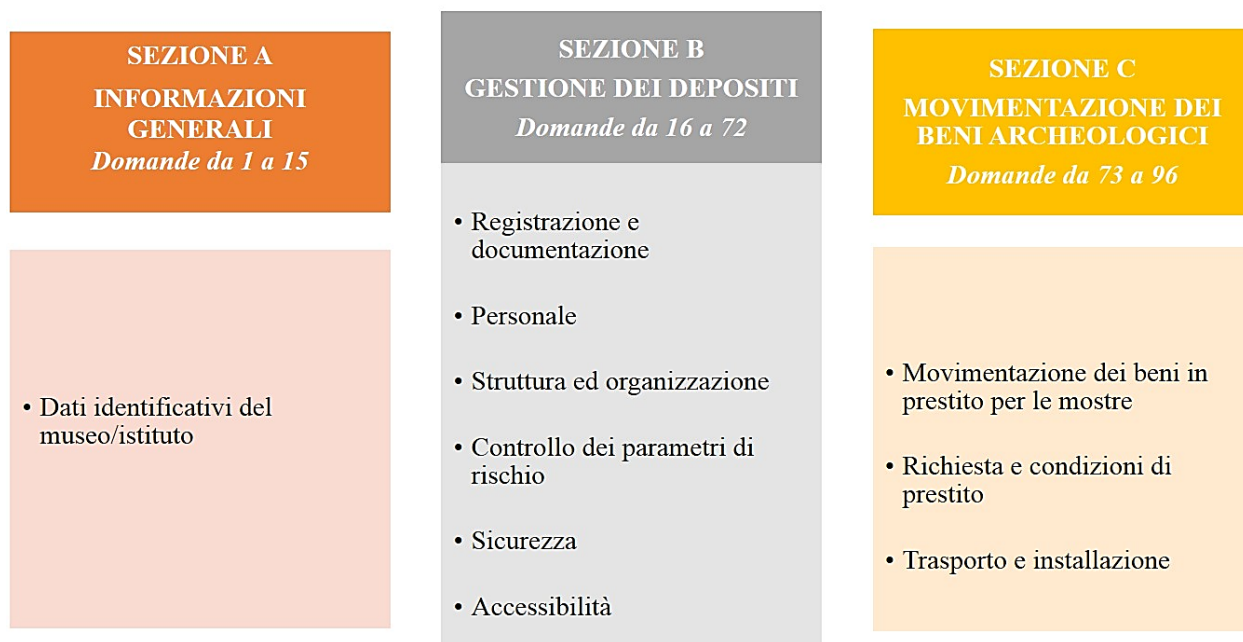 SEZIONE A
INFORMAZIONI
GENERALI
Domande da 1 a 15
• Dati identificativi del
museo/istituto
SEZIONE B
GESTIONE DEI DEPOSITI
Domande da 16 a 72
• Registrazione e
documentazione
• Personale
• Struttura ed organizzazione
• Controllo dei parametri di
rischio
• Sicurezza
• Accessibilità
SEZIONE C
MOVIMENTAZIONE DEI
BENI ARCHEOLOGICI
Domande da 73 a 96
• Movimentazione dei beni in
prestito per le mostre
• Richiesta e condizioni di
prestito
• Trasporto e installazione